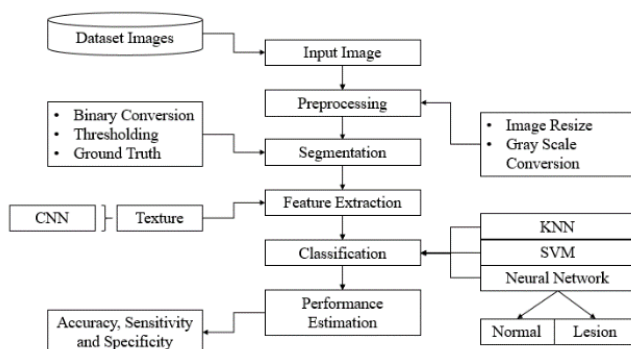 Dataset Images
Input Image
Preprocessing
• Binary Conversion
• Thresholding
• Ground Truth
• Image Resize
• Gray Scale
Conversion
Segmentation
CNN
Texture
Feature Extraction
KNN
Classification
SVM
Neural Network
Performance
Estimation
Accuracy, Sensitivity
and Specificity
Normal
Lesion